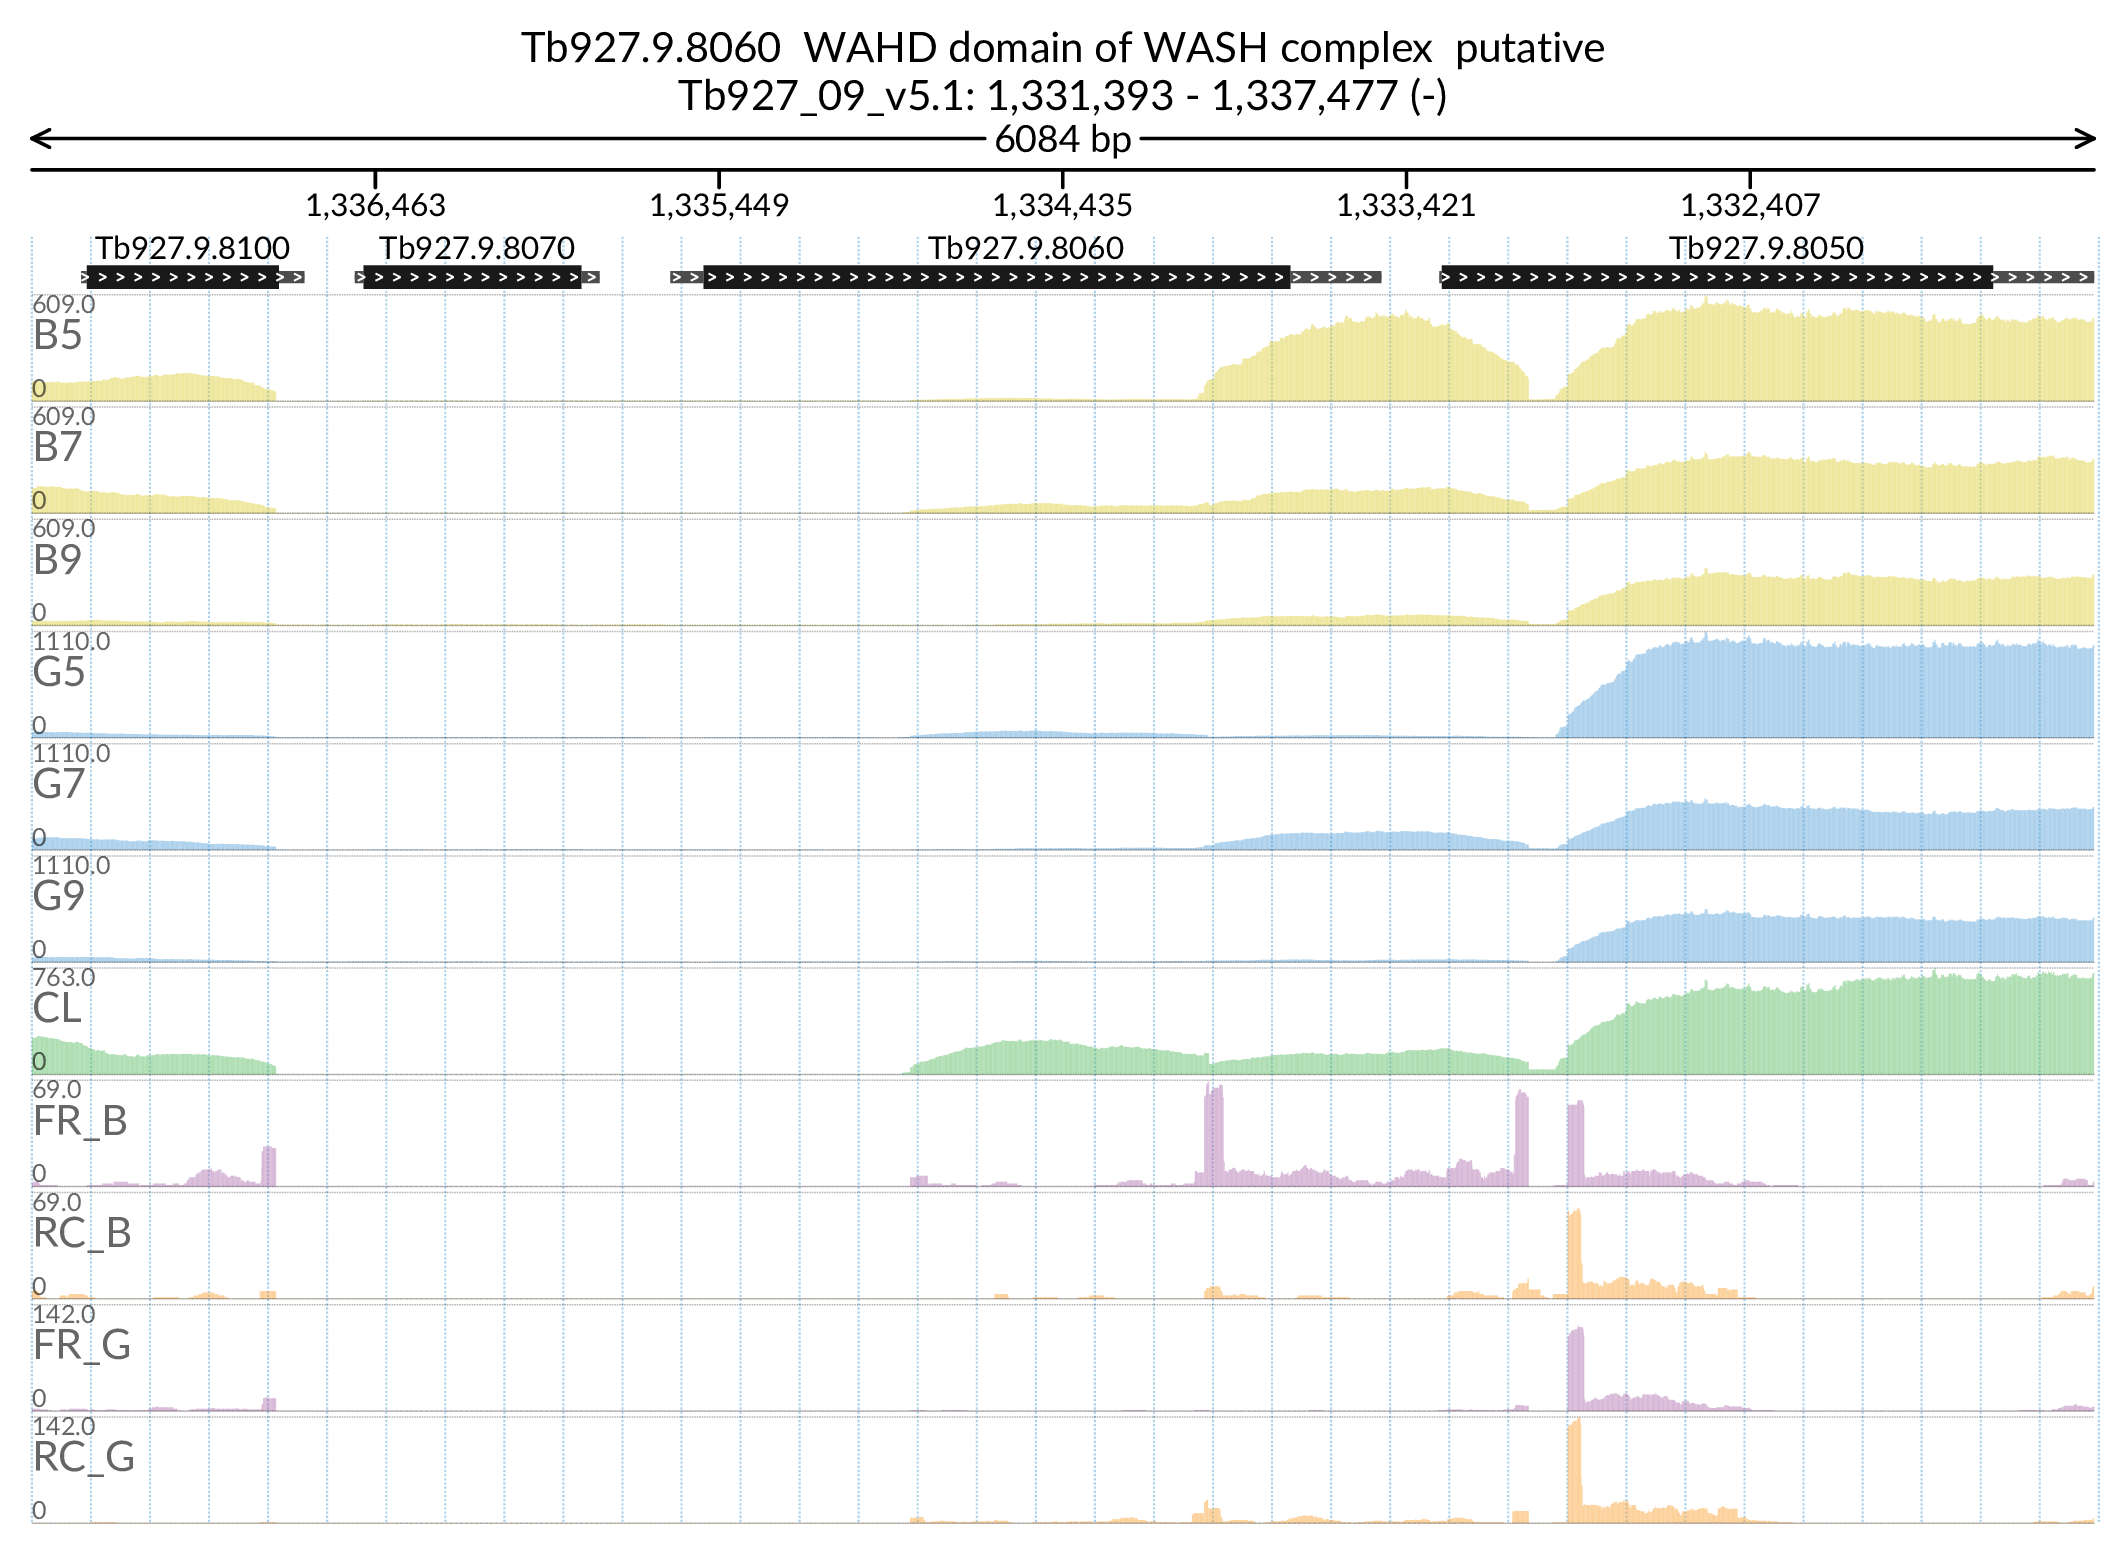 Tb927.9.8060  WAHD domain of WASH complex  putative
Tb927_09_v5.1: 1,331,393 - 1,337,477 (-)
6084 bp
1,336,463 1,335,449 1,334,435 1,333,421 1,332,407
Tb927.9.8100 Tb927.9.8070 Tb927.9.8060 Tb927.9.8050
609.0
B5
0
609.0
B7
0
609.0
B9
0
1110.0
G5
0
1110.0
G7
0
1110.0
G9
0
763.0
CL
0
69.0
FR_B
0
69.0
RC_B
0
142.0
FR_G
0
142.0
RC_G
0